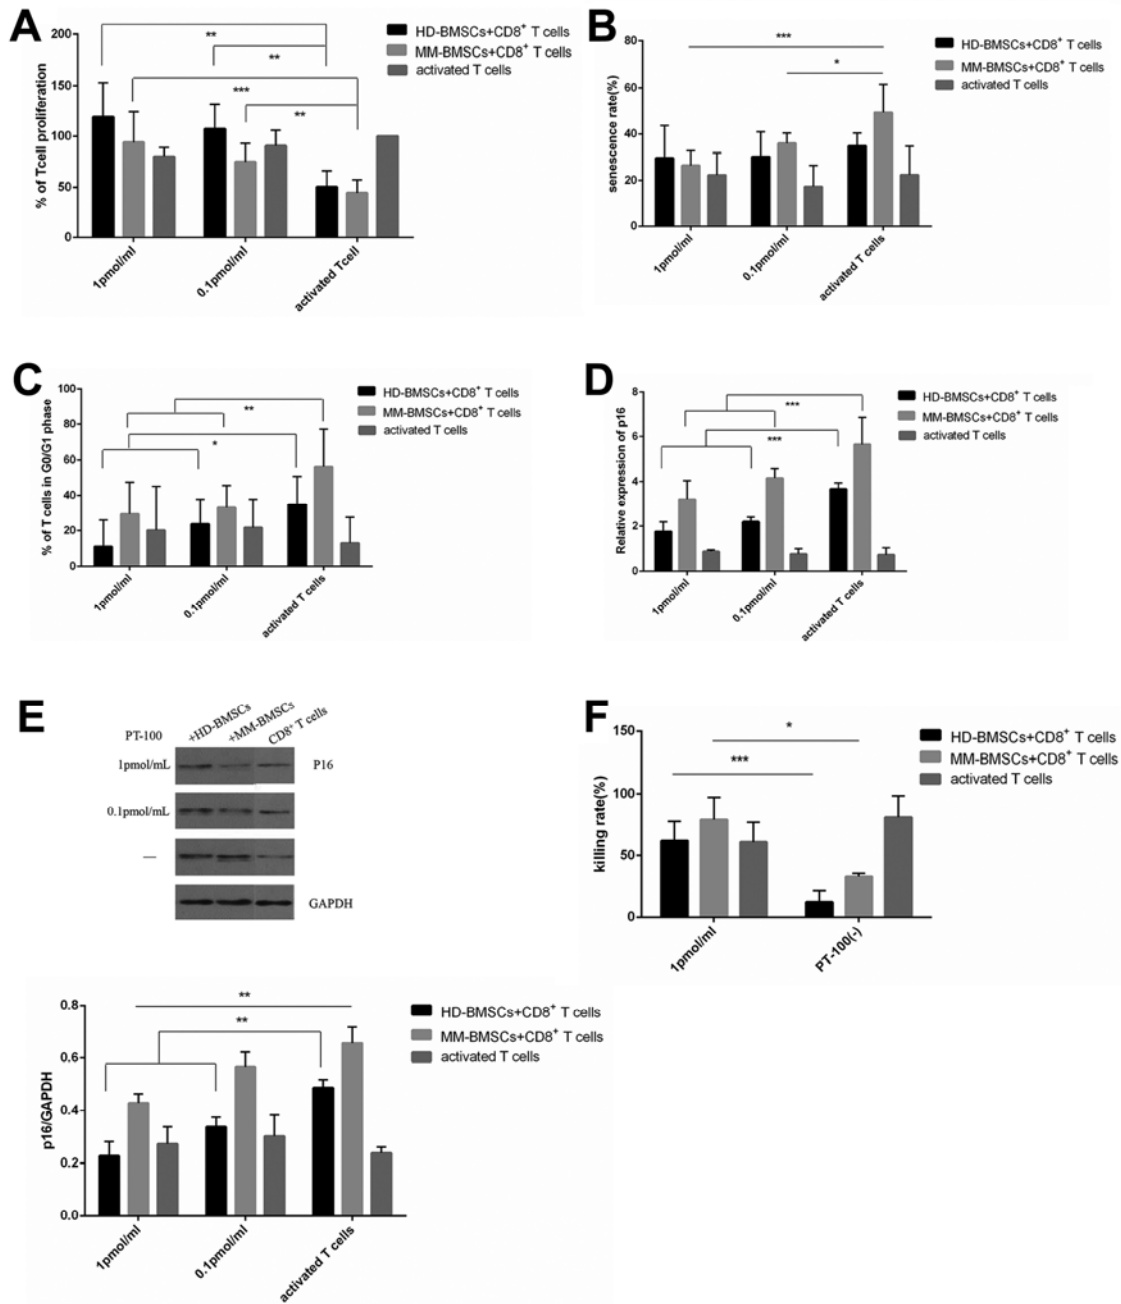 A
% of Tcell proliferation
200
150
100
50
0
**
**
***
**
HD-BMSCs+CD8+ T cells
MM-BMSCs+CD8+ T cells
activated T cells
1pmol/ml
0.1pmol/ml
activated Tcell
B
senescence rate(%)
80
60
40
20
0
***
*
HD-BMSCs+CD8+ T cells
MM-BMSCs+CD8+ T cells
activated T cells
1pmol/ml
0.1pmol/ml
activated T cells
C
% of T cells in G0/G1 phase
100
80
60
40
20
0
**
*
HD-BMSCs+CD8+ T cells
MM-BMSCs+CD8+ T cells
activated T cells
1pmol/ml
0.1pmol/ml
activated T cells
D
Relative expression of p16
8
6
4
2
0
***
***
HD-BMSCs+CD8+ T cells
MM-BMSCs+CD8+ T cells
activated T cells
1pmol/ml
0.1pmol/ml
activated T cells
E
PT-100
+HD-BMSCs
+MM-BMSCs
CD8+ T cells
1pmol/mL
P16
0.1pmol/mL
—
GAPDH
p16/GAPDH
0.8
0.6
0.4
0.2
0.0
**
**
HD-BMSCs+CD8+ T cells
MM-BMSCs+CD8+ T cells
activated T cells
1pmol/ml
0.1pmol/ml
activated T cells
F
killing rate(%)
150
100
50
0
*
***
HD-BMSCs+CD8+ T cells
MM-BMSCs+CD8+ T cells
activated T cells
1pmol/ml
PT-100(-)